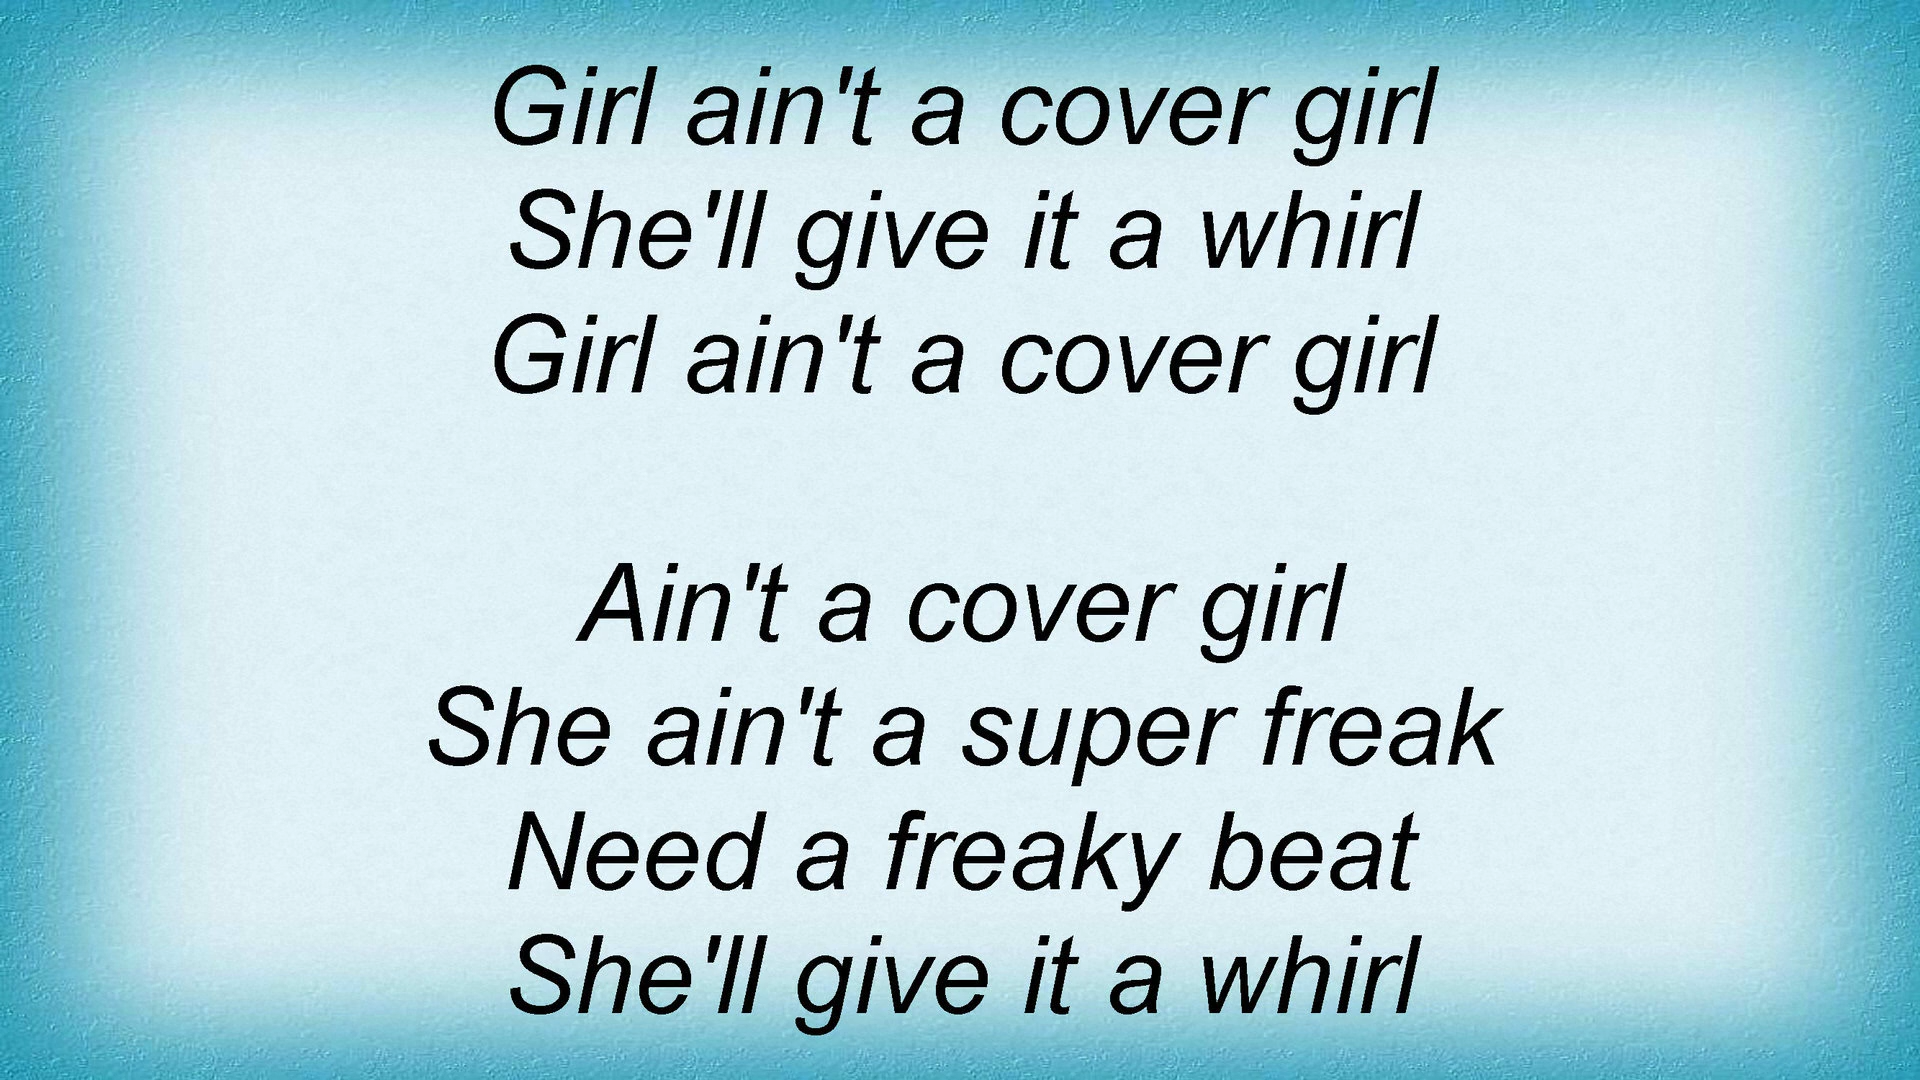 Girl ain't a cover girl
She'll give it a whirl
Girl ain't a cover girl
Ain't a cover girl
She ain't a super freak
Need a freaky beat
She'll give it a whirl